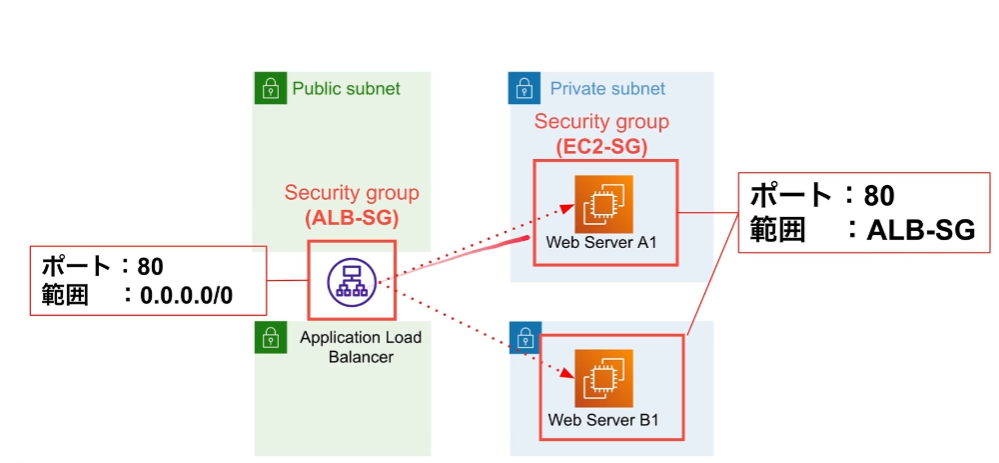 Public subnet
Private subnet
Security group
(EC2-SG)
Security group
(ALB-SG)
ポート：80
範囲　：ALB-SG
Web Server A1
ポート：80
範囲　：0.0.0.0/0
Application Load
Balancer
Web Server B1